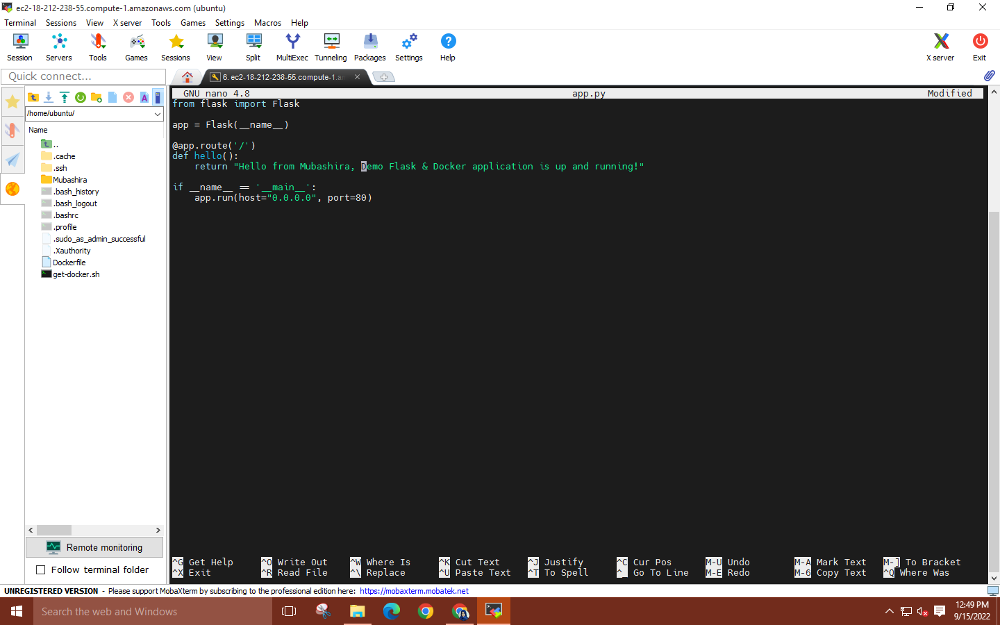 ec2-18-212-238-55.compute-1.amazonaws.com (ubuntu)
Terminal Sessions View X server Tools Games Settings Macros Help
Session Servers Tools Games Sessions View Split MultiExec Tunneling Packages Settings Help X server Exit
Quick connect...
6. ec2-18-212-238-55.compute-1.am
/home/ubuntu/
Name
..
.cache
.ssh
Mubashira
.bash_history
.bash_logout
.bashrc
.profile
.sudo_as_admin_successful
.Xauthority
Dockerfile
get-docker.sh
Remote monitoring
Follow terminal folder
GNU nano 4.8 app.py Modified
from flask import Flask
app = Flask(__name__)
@app.route('/')
def hello():
return "Hello from Mubashira, Demo Flask & Docker application is up and running!"
if __name__ == '__main__':
app.run(host="0.0.0.0", port=80)
^G Get Help ^O Write Out ^W Where Is ^K Cut Text ^J Justify ^C Cur Pos M-U Undo M-A Mark Text M-] To Bracket
^X Exit ^R Read File ^\ Replace ^U Paste Text ^T To Spell ^_ Go To Line M-E Redo M-6 Copy Text ^Q Where Was
UNREGISTERED VERSION - Please support MobaXterm by subscribing to the professional edition here: https://mobaxterm.mobatek.net
Search the web and Windows
12:49 PM
9/15/2022